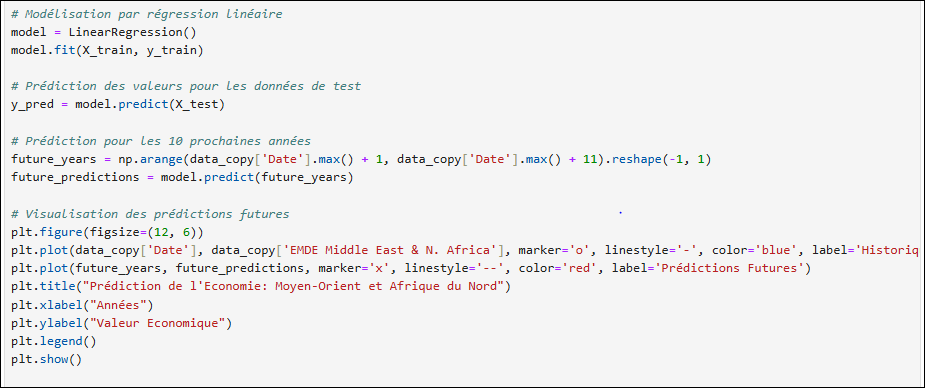 # Modélisation par régression linéaire
model = LinearRegression()
model.fit(X_train, y_train)
# Prédiction des valeurs pour les données de test
y_pred = model.predict(X_test)
# Prédiction pour les 10 prochaines années
future_years = np.arange(data_copy['Date'].max() + 1, data_copy['Date'].max() + 11).reshape(-1, 1)
future_predictions = model.predict(future_years)
# Visualisation des prédictions futures
plt.figure(figsize=(12, 6))
plt.plot(data_copy['Date'], data_copy['EMDE Middle East & N. Africa'], marker='o', linestyle='-', color='blue', label='Historiq
plt.plot(future_years, future_predictions, marker='x', linestyle='--', color='red', label='Prédictions Futures')
plt.title("Prédiction de l'Economie: Moyen-Orient et Afrique du Nord")
plt.xlabel("Années")
plt.ylabel("Valeur Economique")
plt.legend()
plt.show()